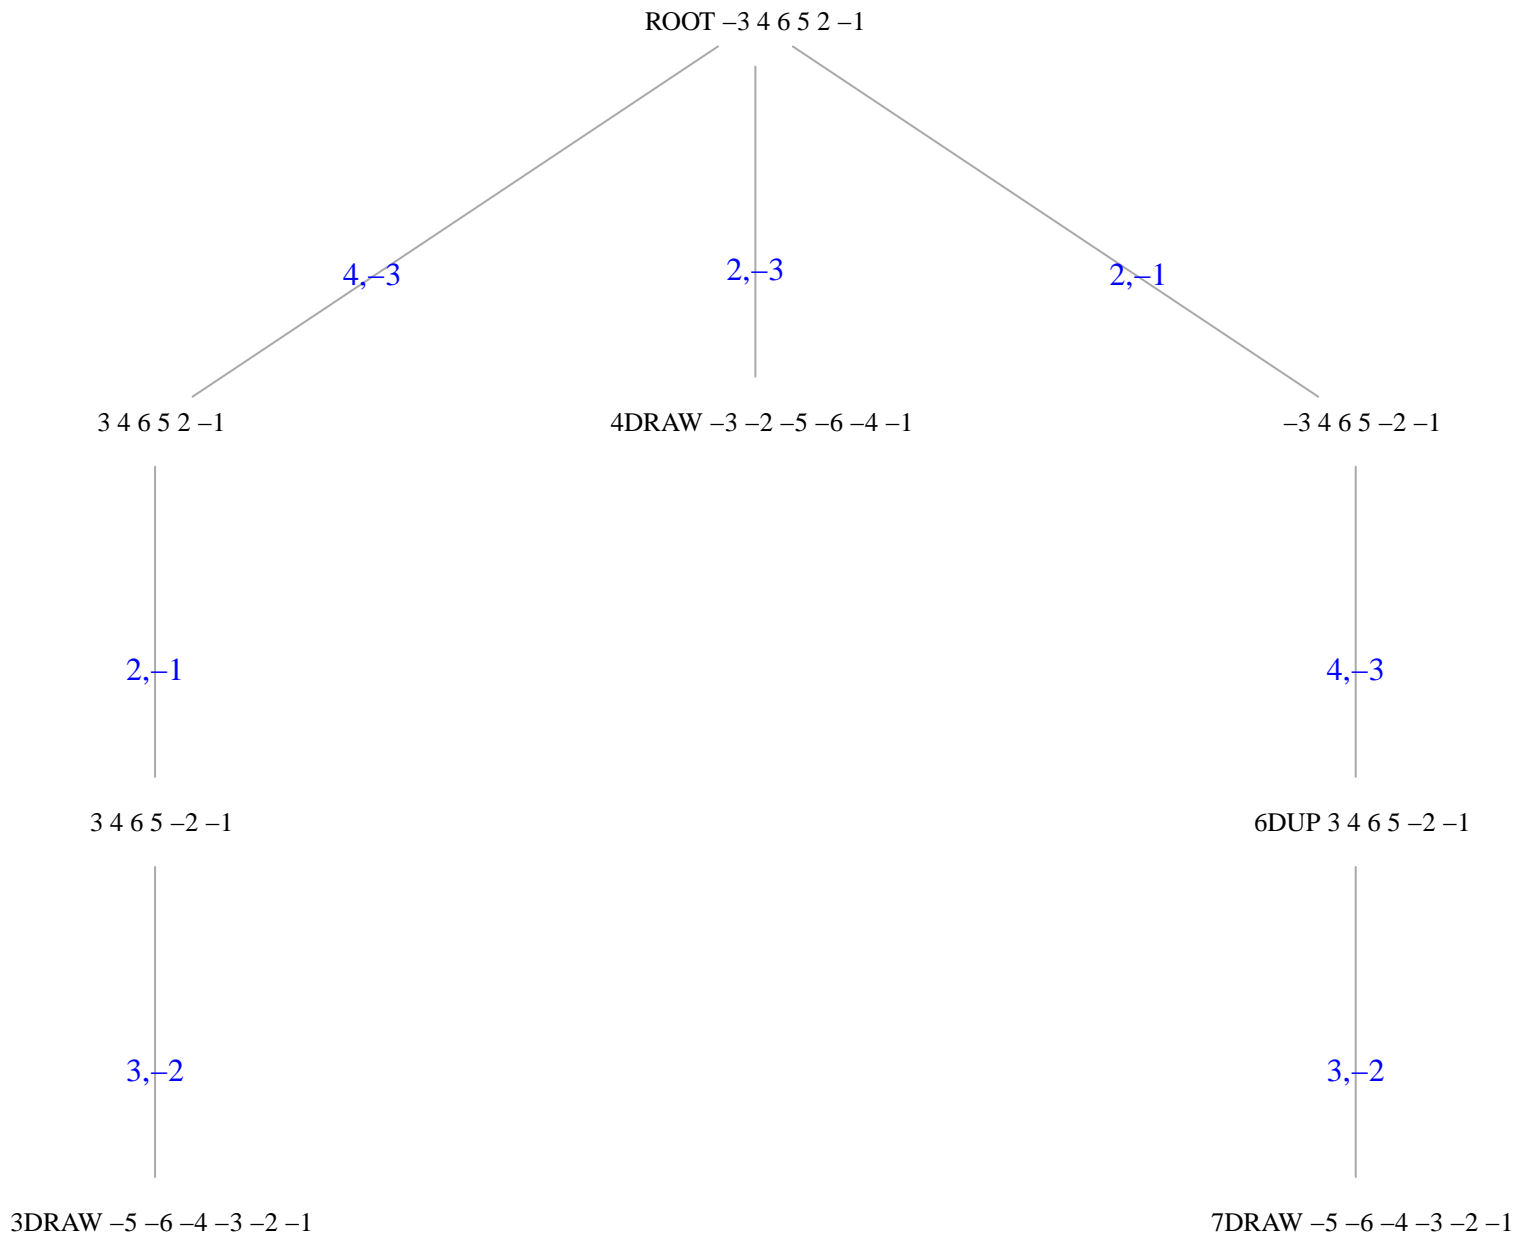 ROOT –3 4 6 5 2 –1
4,–3
2,–3
2,–1
3 4 6 5 2 –1
4DRAW –3 –2 –5 –6 –4 –1
–3 4 6 5 –2 –1
2,–1
4,–3
3 4 6 5 –2 –1
6DUP 3 4 6 5 –2 –1
3,–2
3,–2
3DRAW –5 –6 –4 –3 –2 –1
7DRAW –5 –6 –4 –3 –2 –1